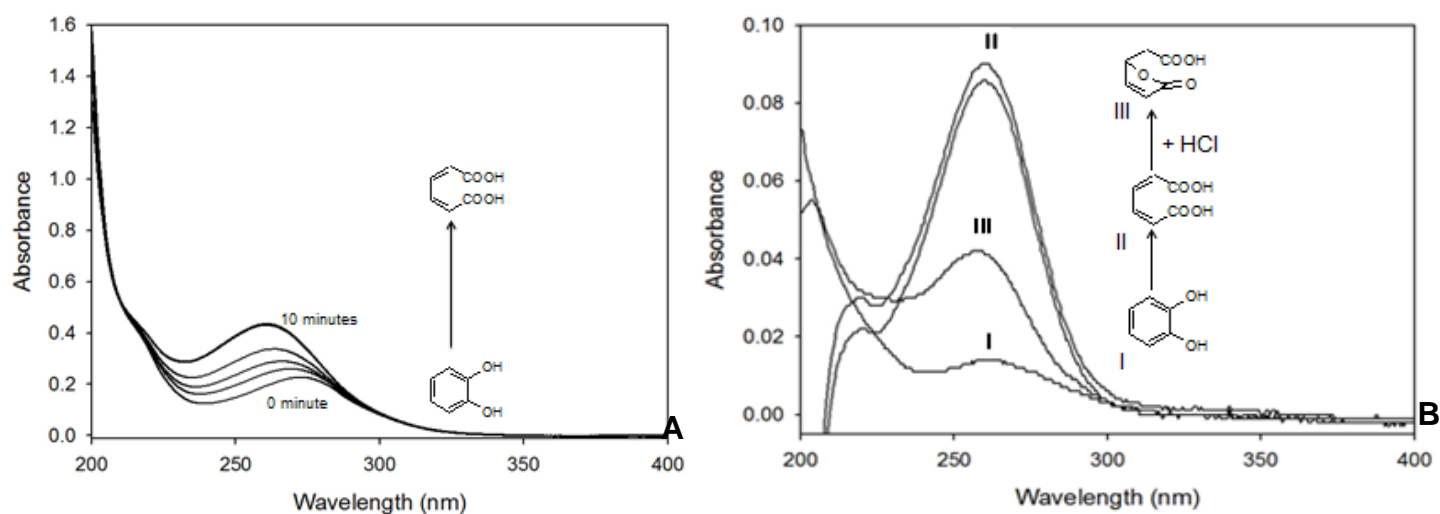 1.6
1.4
1.2
1.0
0.8
0.6
0.4
0.2
0.0
Absorbance
200
250
300
350
400
Wavelength (nm)
10 minutes
0 minute
COOH
COOH
OH
OH
A
0.10
0.08
0.06
0.04
0.02
0.00
Absorbance
200
250
300
350
400
Wavelength (nm)
II
III
I
COOH
O
O
III
+ HCl
COOH
COOH
II
OH
OH
I
B